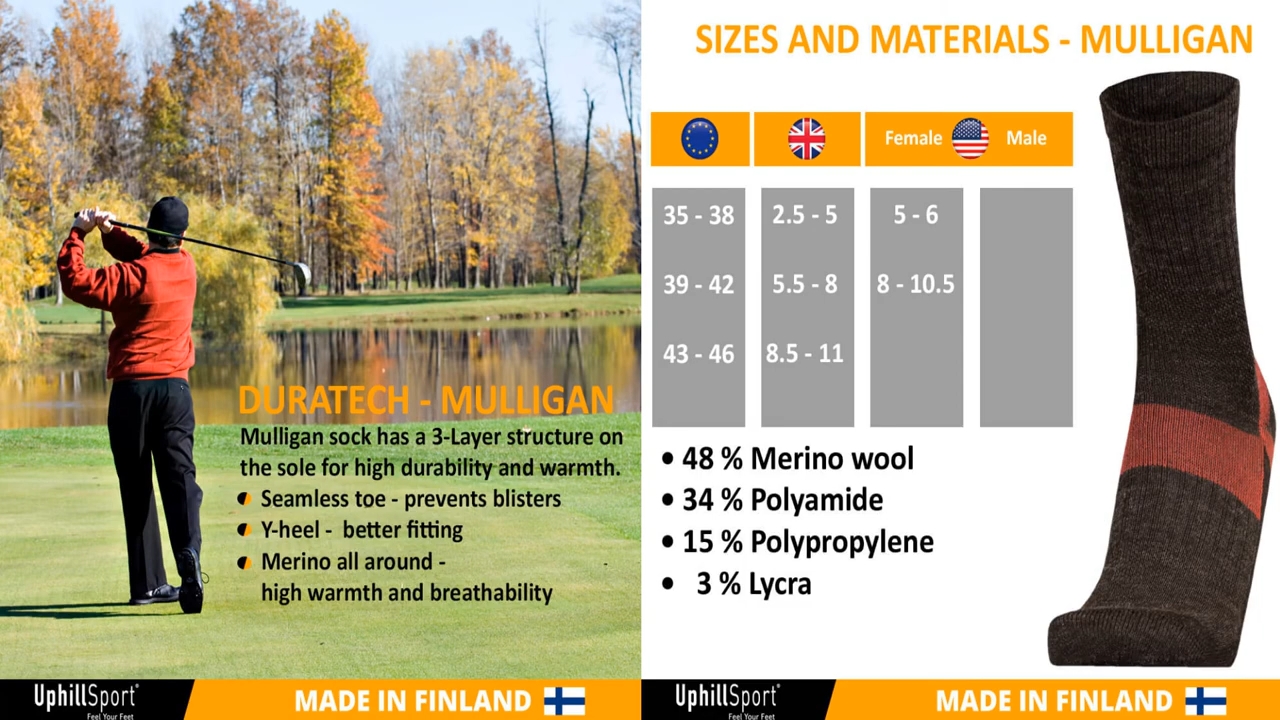 DURATECH - MULLIGAN
Mulligan sock has a 3-Layer structure on
the sole for high durability and warmth.
Seamless toe - prevents blisters
Y-heel - better fitting
Merino all around -
high warmth and breathability
UphillSport®
Feel Your Feet
MADE IN FINLAND
SIZES AND MATERIALS - MULLIGAN
Female Male
35 - 38 2.5 - 5 5 - 6
39 - 42 5.5 - 8 8 - 10.5
43 - 46 8.5 - 11
• 48 % Merino wool
• 34 % Polyamide
• 15 % Polypropylene
• 3 % Lycra
UphillSport®
Feel Your Feet
MADE IN FINLAND